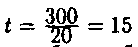 t = 300/20 = 15